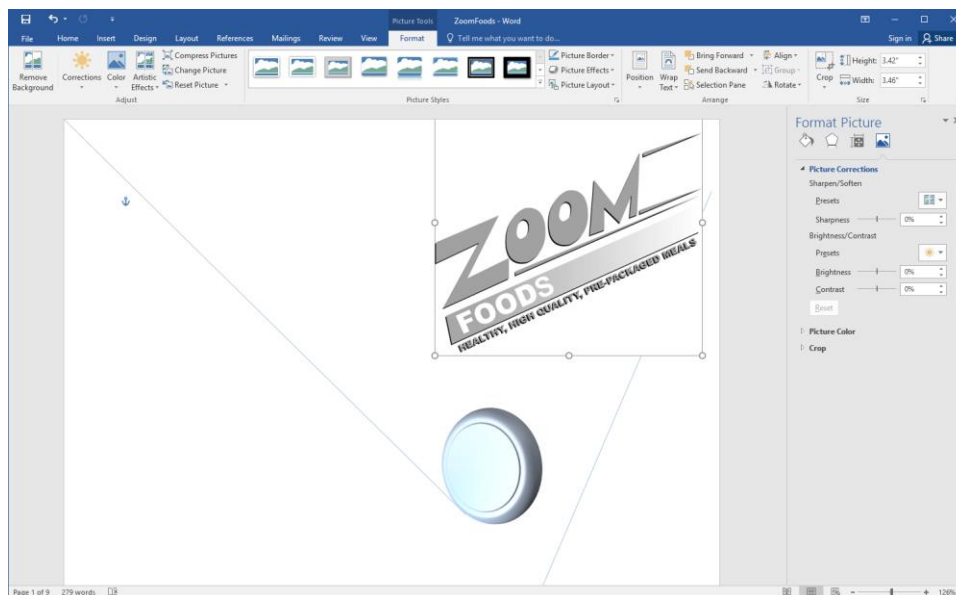 Picture Tools
ZoomFoods - Word
File Home Insert Design Layout References Mailings Review View Format Tell me what you want to do... Sign in Share
Remove Background
Corrections
Color
Artistic Effects
Compress Pictures
Change Picture
Reset Picture
Adjust
Picture Styles
Picture Border
Picture Effects
Picture Layout
Position
Wrap Text
Bring Forward
Send Backward
Selection Pane
Align
Group
Rotate
Arrange
Crop
Height: 3.42"
Width: 3.46"
Size
ZOOM
FOODS
HEALTHY, HIGH QUALITY, PRE-PACKAGED MEALS
Format Picture
Picture Corrections
Sharpen/Soften
Presets
Sharpness 0%
Brightness/Contrast
Presets
Brightness 0%
Contrast 0%
Reset
Picture Color
Crop
Page 1 of 9 279 words 126%